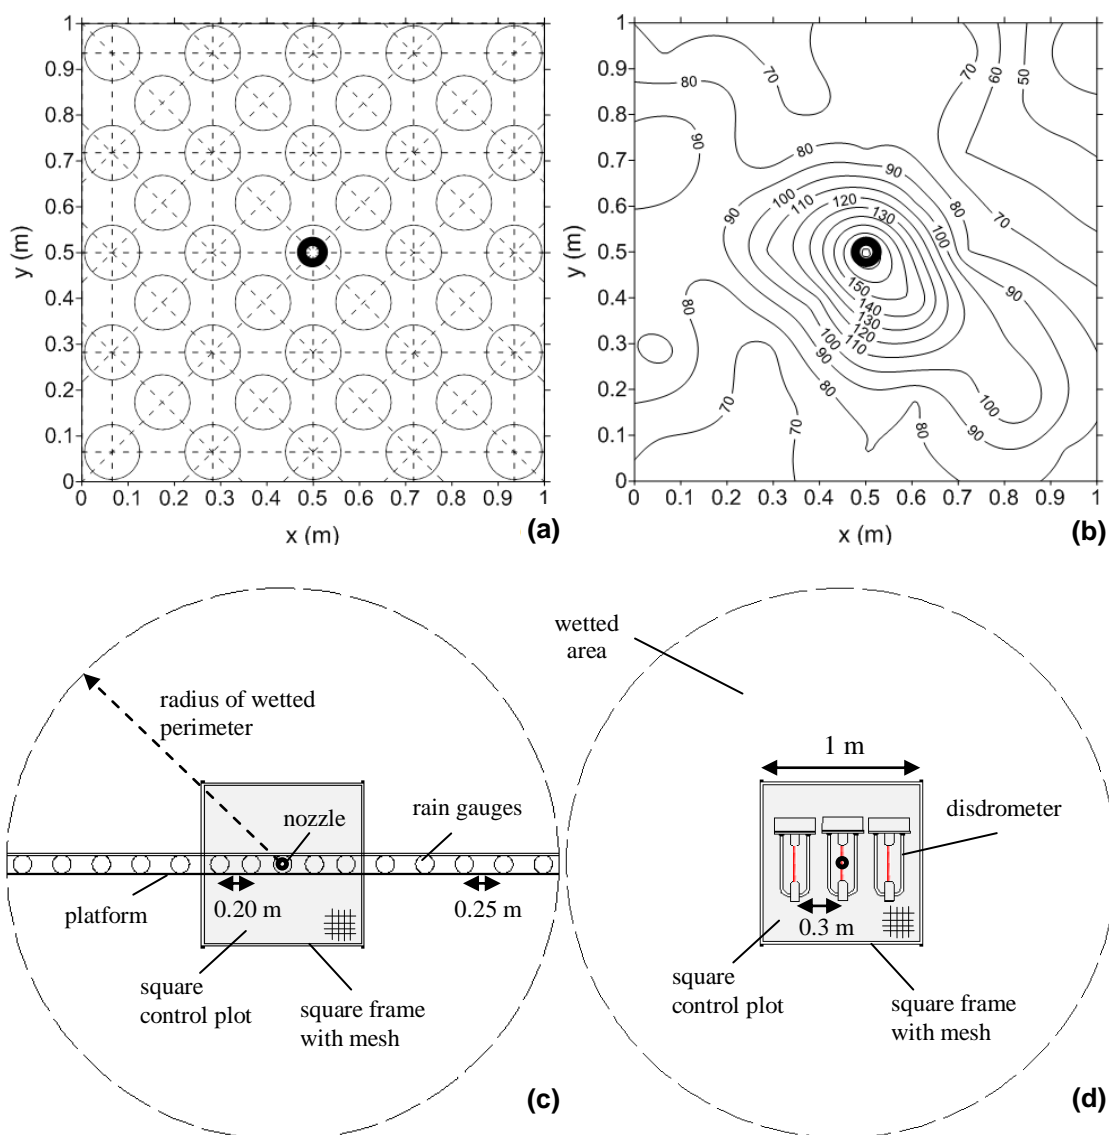 1
0.9
0.8
0.7
0.6
0.5
0.4
0.3
0.2
0.1
0
y (m)
0 0.1 0.2 0.3 0.4 0.5 0.6 0.7 0.8 0.9 1
x (m)
(a)
1
0.9
0.8
0.7
0.6
0.5
0.4
0.3
0.2
0.1
0
y (m)
70 70 60 50
80
90
80 90
100 110 120 130 80
90 100 70
90
80 150
140
130
120
110
100
90
80
100
70 70 80 90
0 0.1 0.2 0.3 0.4 0.5 0.6 0.7 0.8 0.9 1
x (m)
(b)
radius of wetted
perimeter
nozzle
rain gauges
platform
0.20 m
0.25 m
square
control plot
square frame
with mesh
(c)
wetted
area
1 m
disdrometer
0.3 m
square
control plot
square frame
with mesh
(d)